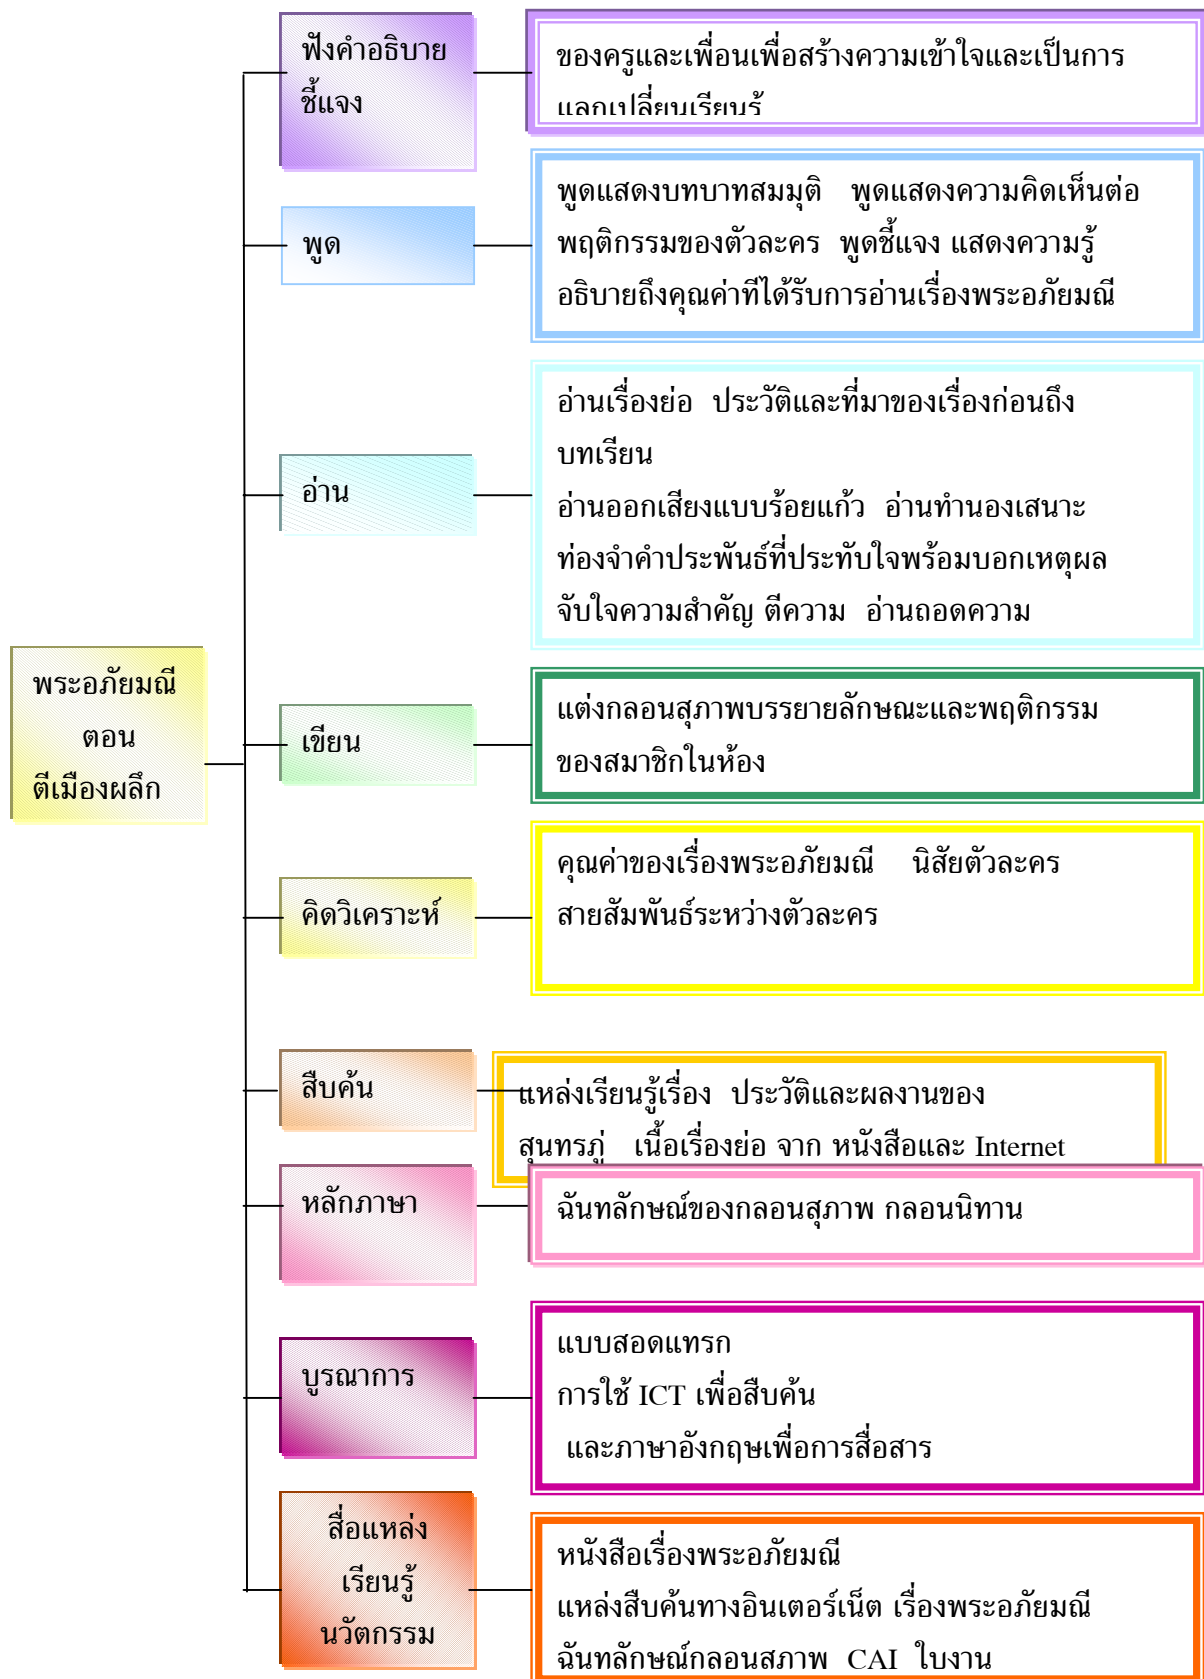 ฟังคำอธิบาย
ชี้แจง
ของครูและเพื่อนเพื่อสร้างความเข้าใจและเป็นการ
แลกเปลี่ยนเรียนรู้
พูด
พูดแสดงบทบาทสมมุติ พูดแสดงความคิดเห็นต่อ
พฤติกรรมของตัวละคร พูดชี้แจง แสดงความรู้
อธิบายถึงคุณค่าทีได้รับการอ่านเรื่องพระอภัยมณี
อ่าน
อ่านเรื่องย่อ ประวัติและที่มาของเรื่องก่อนถึง
บทเรียน
อ่านออกเสียงแบบร้อยแก้ว อ่านทำนองเสนาะ
ท่องจำคำประพันธ์ที่ประทับใจพร้อมบอกเหตุผล
จับใจความสำคัญ ตีความ อ่านถอดความ
พระอภัยมณี
ตอน
ตีเมืองผลึก
เขียน
แต่งกลอนสุภาพบรรยายลักษณะและพฤติกรรม
ของสมาชิกในห้อง
คิดวิเคราะห์
คุณค่าของเรื่องพระอภัยมณี นิสัยตัวละคร
สายสัมพันธ์ระหว่างตัวละคร
สืบค้น
แหล่งเรียนรู้เรื่อง ประวัติและผลงานของ
สุนทรภู่ เนื้อเรื่องย่อ จาก หนังสือและ Internet
หลักภาษา
ฉันทลักษณ์ของกลอนสุภาพ กลอนนิทาน
บูรณาการ
แบบสอดแทรก
การใช้ ICT เพื่อสืบค้น
และภาษาอังกฤษเพื่อการสื่อสาร
สื่อแหล่ง
เรียนรู้
นวัตกรรม
หนังสือเรื่องพระอภัยมณี
แหล่งสืบค้นทางอินเตอร์เน็ต เรื่องพระอภัยมณี
ฉันทลักษณ์กลอนสุภาพ CAI ใบงาน